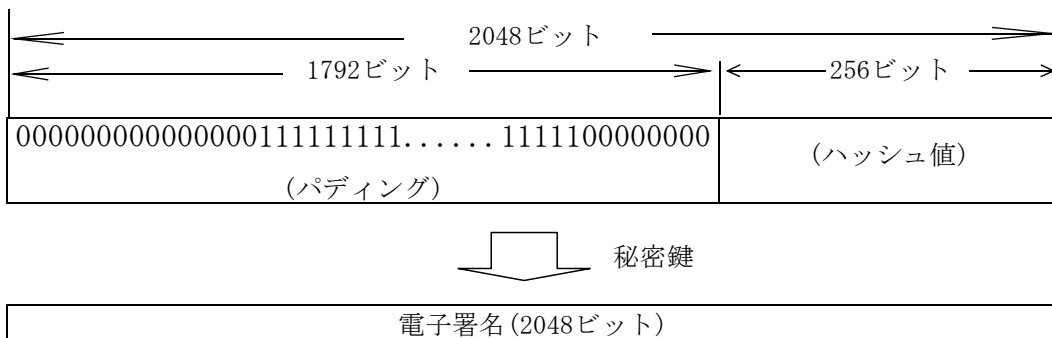 2048ビット
1792ビット
256ビット
000000000000000111111111......1111100000000
(パディング)
(ハッシュ値)
秘密鍵
電子署名(2048ビット)